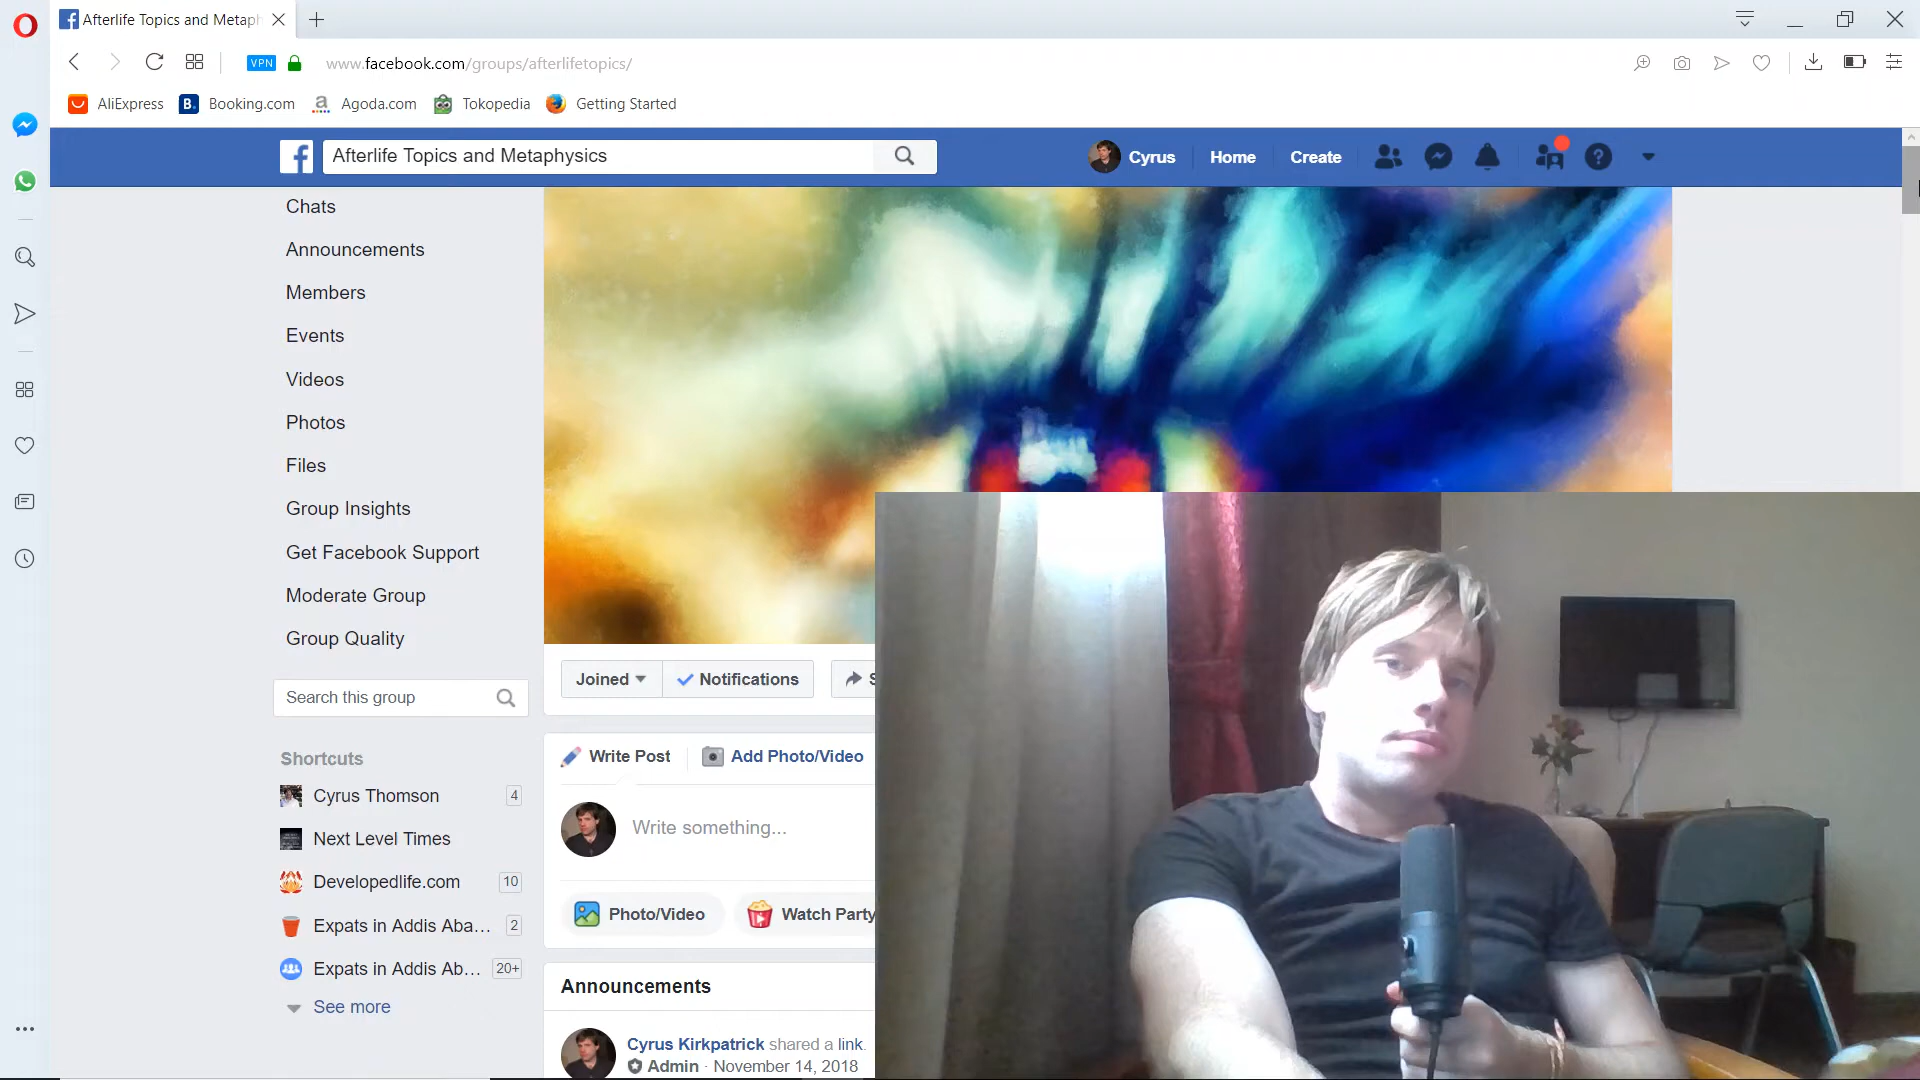 Afterlife Topics and Metaph
VPN
www.facebook.com/groups/afterlifetopics/
AliExpress
B. Booking.com
a Agoda.com
Tokopedia
Getting Started
Afterlife Topics and Metaphysics
Cyrus
Home
Create
Chats
Announcements
Members
Events
Videos
Photos
Files
Group Insights
Get Facebook Support
Moderate Group
Group Quality
Search this group
Shortcuts
Cyrus Thomson 4
Next Level Times
Developedlife.com 10
Expats in Addis Aba... 2
Expats in Addis Ab... 20+
See more
Joined
Notifications
S
Write Post
Add Photo/Video
Write something...
Photo/Video
Watch Party
Announcements
Cyrus Kirkpatrick shared a link.
Admin · November 14, 2018